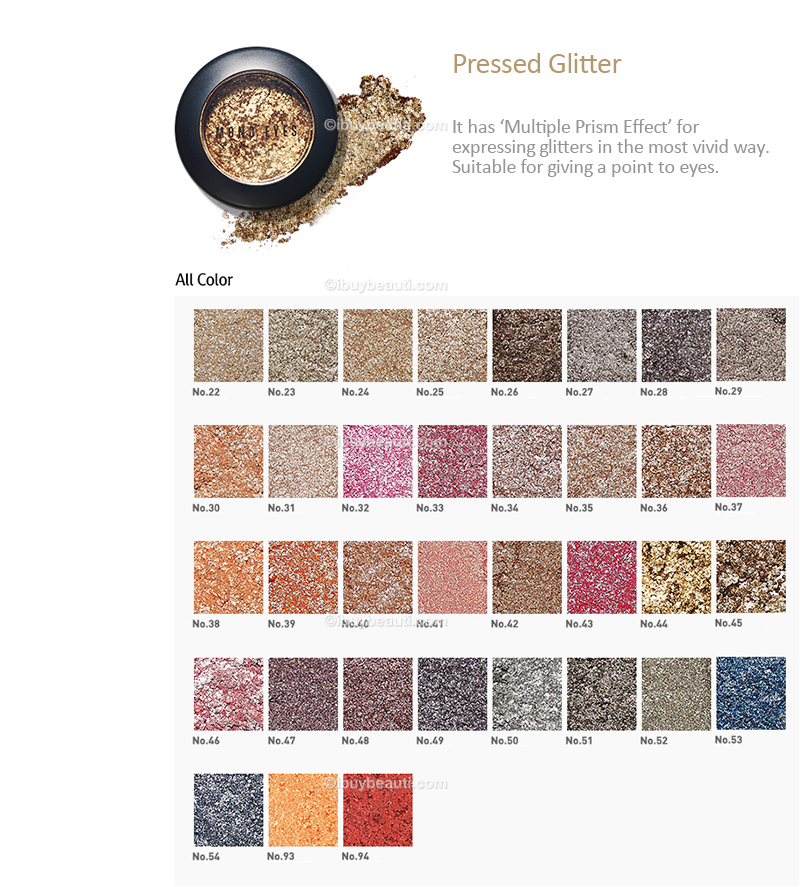 Pressed Glitter
MONO EYES
©ibuybeauti.com
It has ‘Multiple Prism Effect’ for
expressing glitters in the most vivid way.
Suitable for giving a point to eyes.
All Color
©ibuybeauti.com
No.22 No.23 No.24 No.25 No.26 No.27 No.28 No.29
©ibuybeauti.com
No.30 No.31 No.32 No.33 No.34 No.35 No.36 No.37
No.38 No.39 No.40 No.41 No.42 No.43 No.44 No.45
©ibuybeauti.com
No.46 No.47 No.48 No.49 No.50 No.51 No.52 No.53
©ibuybeauti.com
No.54 No.93 No.94